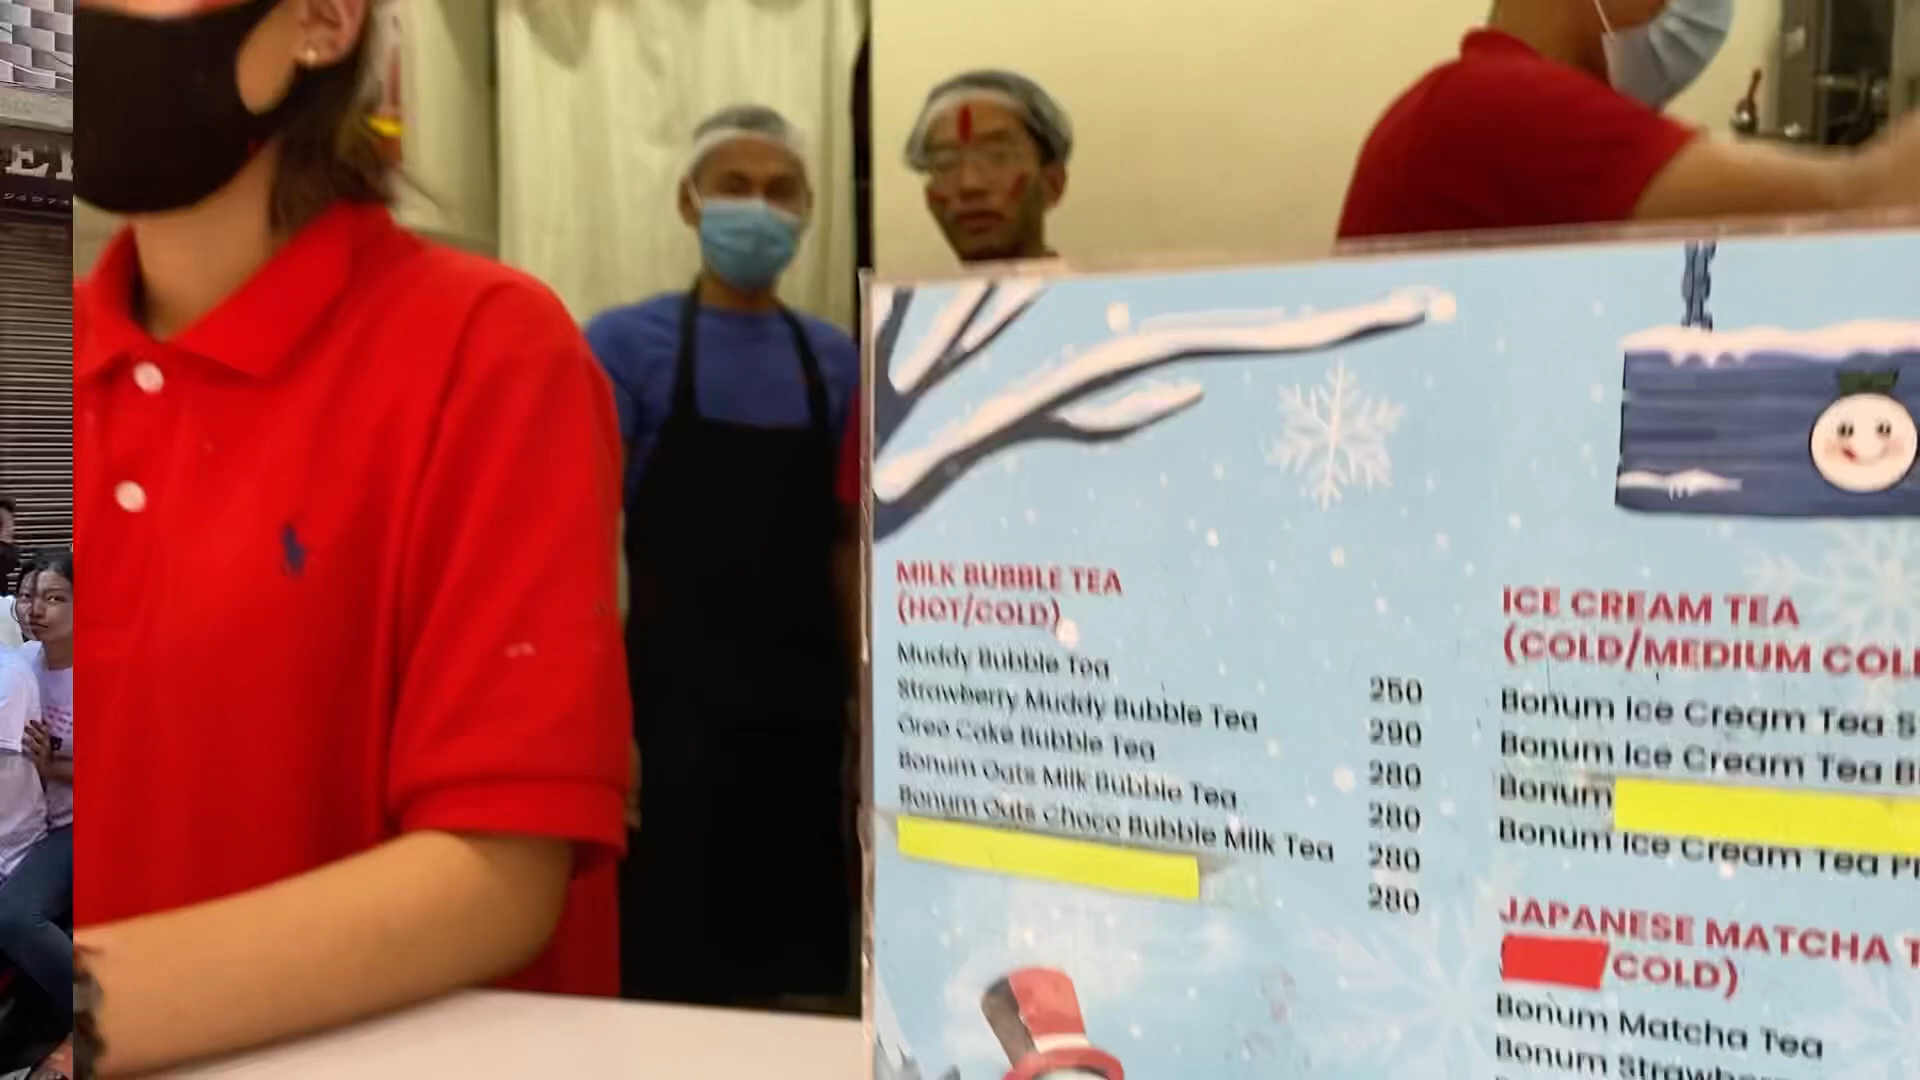 MILK BUBBLE TEA
(HOT/COLD)
Muddy Bubble Tea 250
Strawberry Muddy Bubble Tea 290
Oreo Cake Bubble Tea 280
Bonum Oats Milk Bubble Tea 280
Bonum Oats Choco Bubble Milk Tea 280
280
ICE CREAM TEA
(COLD/MEDIUM COL
Bonum Ice Cream Tea S
Bonum Ice Cream Tea B
Bonum
Bonum Ice Cream Tea P
JAPANESE MATCHA T
COLD)
Bonum Matcha Tea
Bonum Strawber